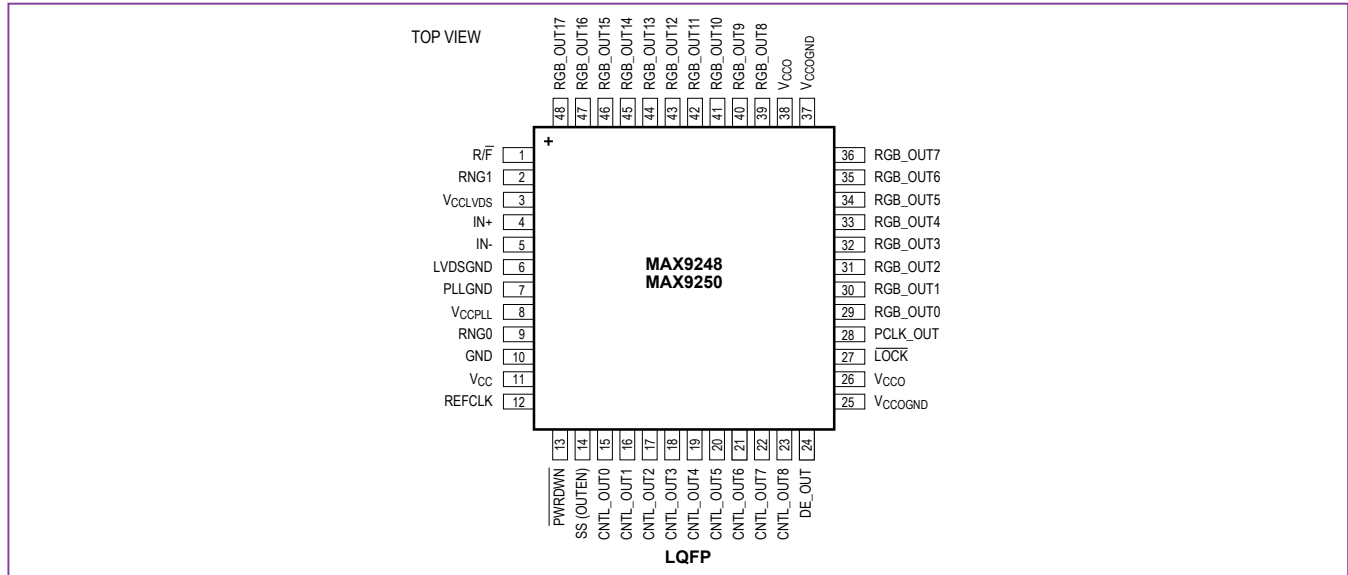 TOP VIEW
RGB_OUT17
RGB_OUT16
RGB_OUT15
RGB_OUT14
RGB_OUT13
RGB_OUT12
RGB_OUT11
RGB_OUT10
RGB_OUT9
RGB_OUT8
VCCO
VCCOGND
48 47 46 45 44 43 42 41 40 39 38 37
+
R/F̅ 1
RNG1 2
VCCLVDS 3
IN+ 4
IN- 5
LVDSGND 6
PLLGND 7
VCCPLL 8
RNG0 9
GND 10
VCC 11
REFCLK 12
MAX9248
MAX9250
36 RGB_OUT7
35 RGB_OUT6
34 RGB_OUT5
33 RGB_OUT4
32 RGB_OUT3
31 RGB_OUT2
30 RGB_OUT1
29 RGB_OUT0
28 PCLK_OUT
27 L̅O̅C̅K̅
26 VCCO
25 VCCOGND
13 14 15 16 17 18 19 20 21 22 23 24
P̅W̅R̅D̅W̅N̅
SS (OUTEN)
CNTL_OUT0
CNTL_OUT1
CNTL_OUT2
CNTL_OUT3
CNTL_OUT4
CNTL_OUT5
CNTL_OUT6
CNTL_OUT7
CNTL_OUT8
DE_OUT
LQFP